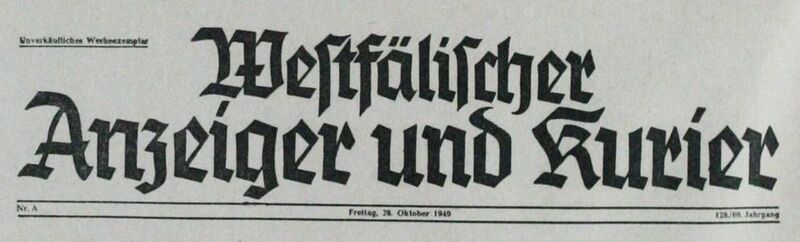 Unverkäufliches Werbeexemplar
Westfälischer
Anzeiger und Kurier
Nr. A Freitag, 28. Oktober 1949 128./60. Jahrgang